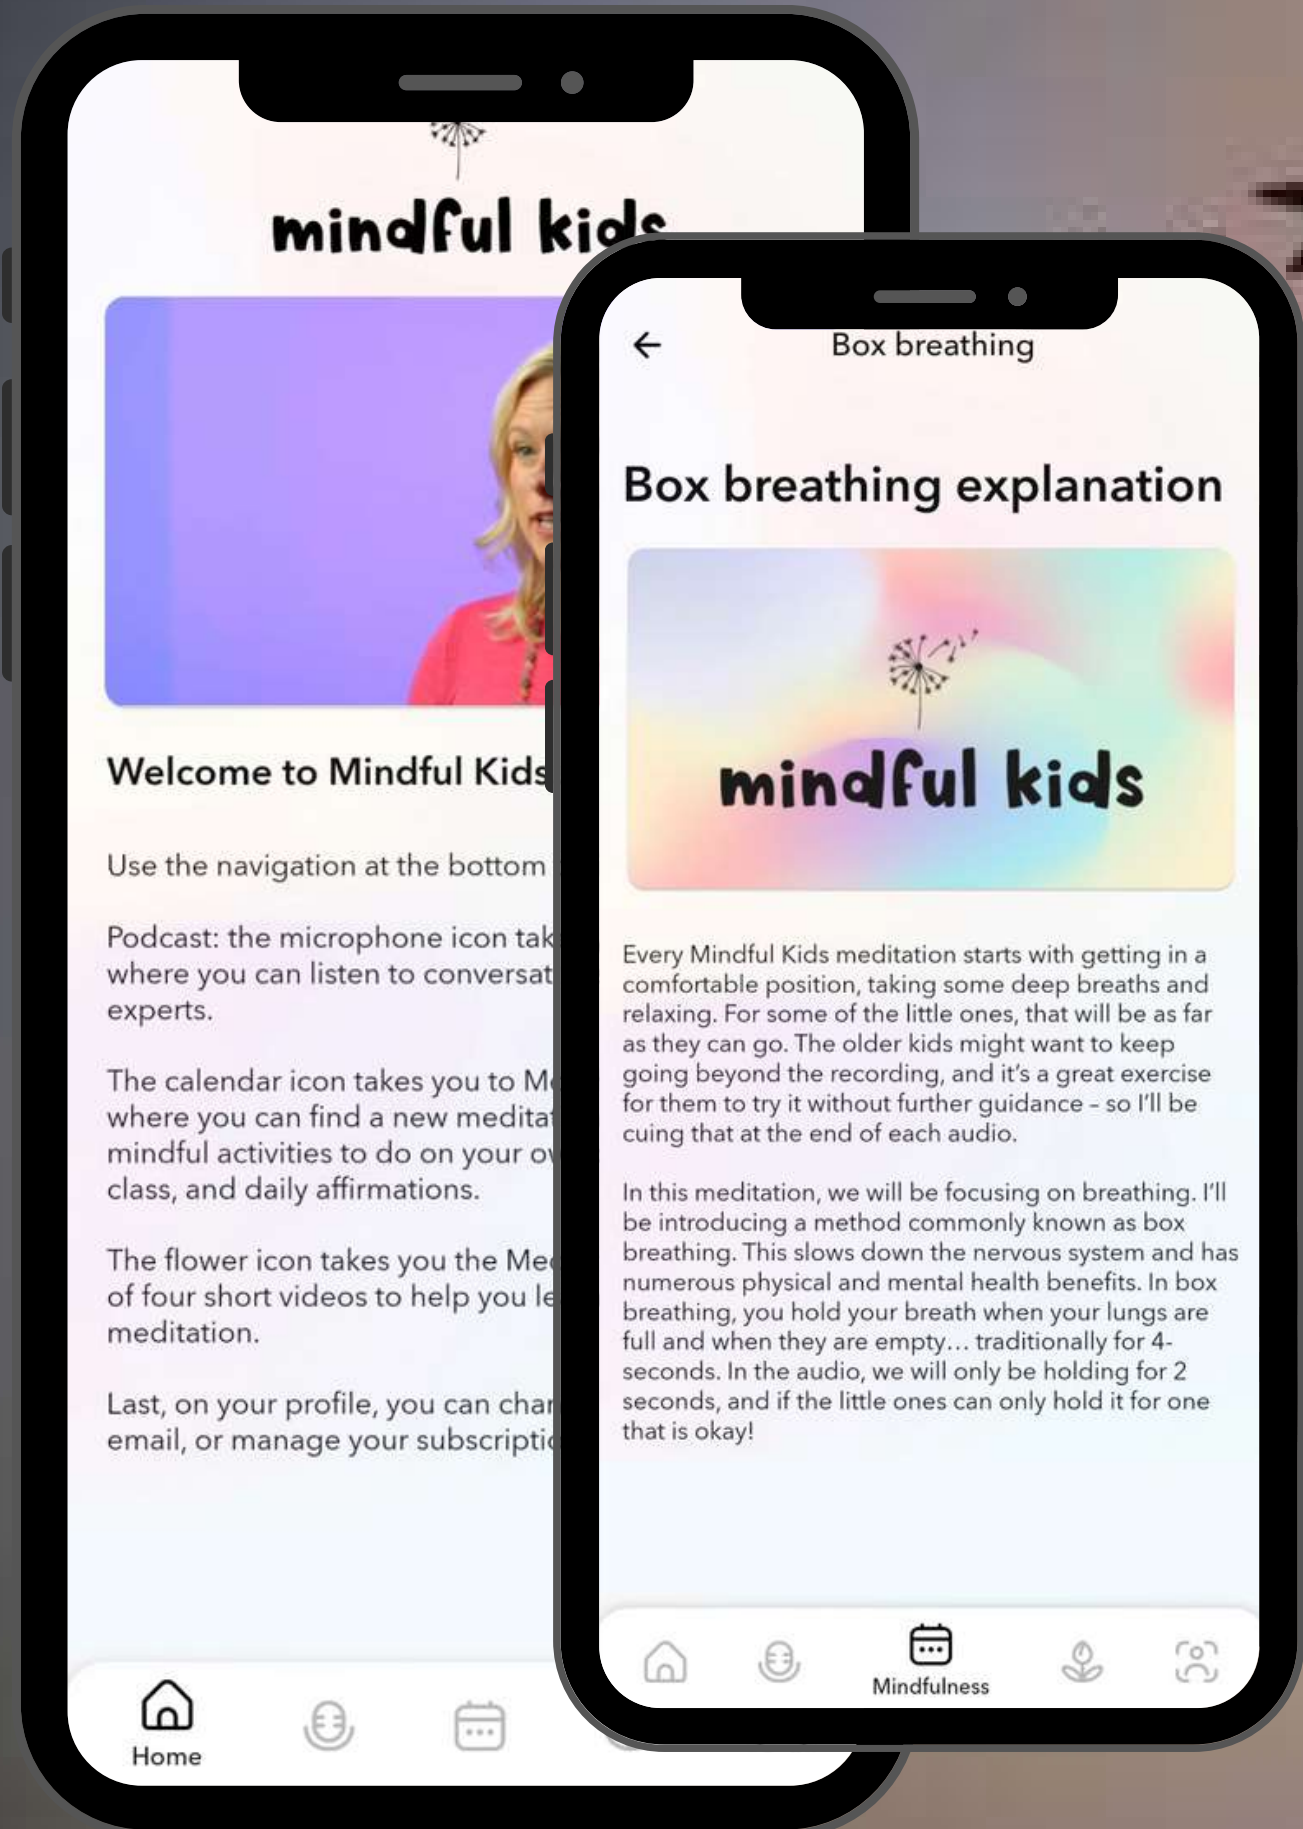 mindful kids
Welcome to Mindful Kids
Use the navigation at the bottom
Podcast: the microphone icon
where you can listen to
experts.
The calendar icon takes you to
where you can find a new
mindful activities to do on your
class, and daily affirmations.
The flower icon takes you the
of four short videos to help you
meditation.
Last, on your profile, you can
email, or manage your
Home
Box breathing
Box breathing explanation
mindful kids
Every Mindful Kids meditation starts with getting in a
comfortable position, taking some deep breaths and
relaxing. For some of the little ones, that will be as far
as they can go. The older kids might want to keep
going beyond the recording, and it's a great exercise
for them to try it without further guidance – so I'll be
cuing that at the end of each audio.
In this meditation, we will be focusing on breathing. I'll
be introducing a method commonly known as box
breathing. This slows down the nervous system and has
numerous physical and mental health benefits. In box
breathing, you hold your breath when your lungs are
full and when they are empty... traditionally for 4-
seconds. In the audio, we will only be holding for 2
seconds, and if the little ones can only hold it for one
that is okay!
Mindfulness